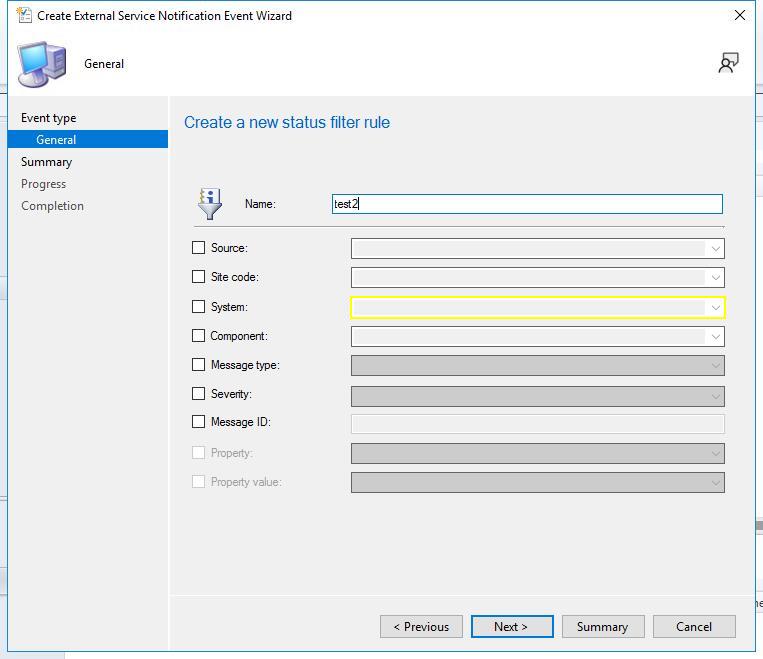 Create External Service Notification Event Wizard
General
Event type
General
Summary
Progress
Completion
Create a new status filter rule
Name: test2
Source:
Site code:
System:
Component:
Message type:
Severity:
Message ID:
Property:
Property value:
< Previous Next > Summary Cancel